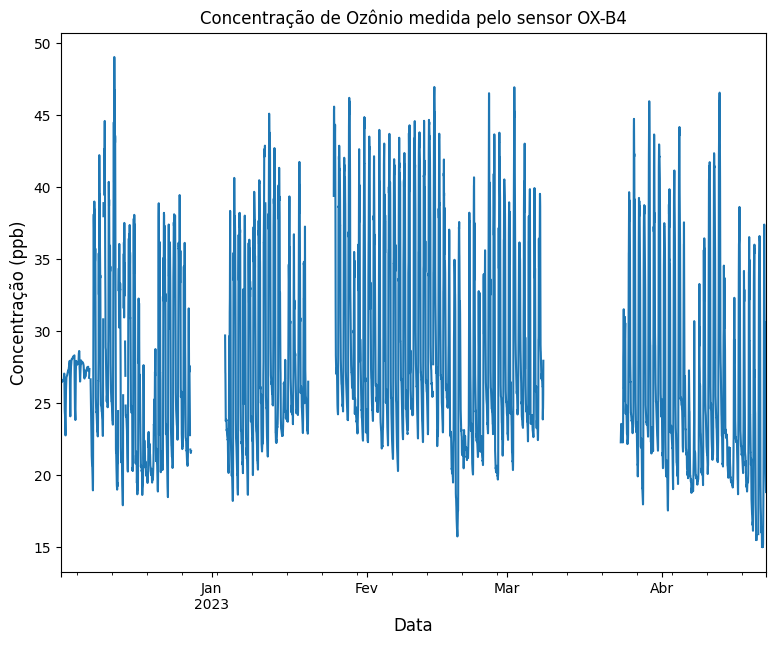 Concentração de Ozônio medida pelo sensor OX-B4
Concentração (ppb)
50
45
40
35
30
25
20
15
Jan
2023
Fev
Mar
Abr
Data